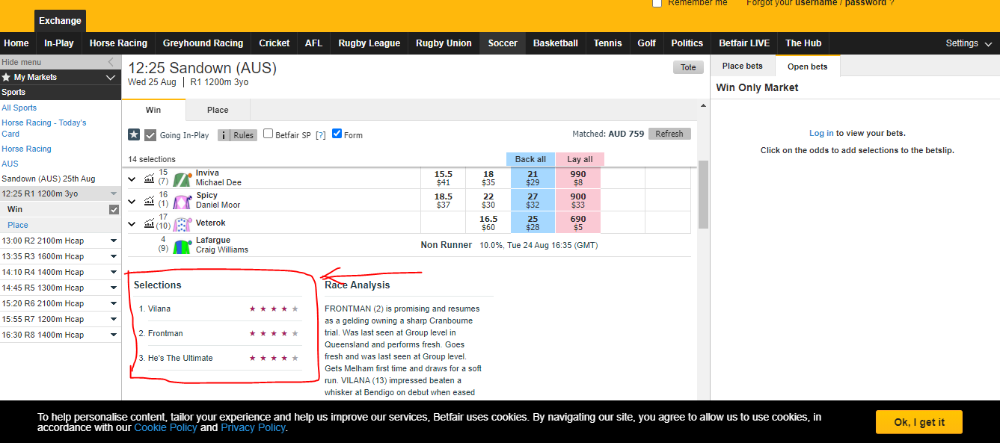 Remember me Forgot your username / password ?
Exchange
Home In-Play Horse Racing Greyhound Racing Cricket AFL Rugby League Rugby Union Soccer Basketball Tennis Golf Politics Betfair LIVE The Hub Settings
Hide menu
My Markets
Sports
All Sports
Horse Racing - Today's
Card
Horse Racing
AUS
Sandown (AUS) 25th Aug
12:25 R1 1200m 3yo
Win
Place
13:00 R2 2100m Hcap
13:35 R3 1600m Hcap
14:10 R4 1400m Hcap
14:45 R5 1300m Hcap
15:20 R6 2100m Hcap
15:55 R7 1200m Hcap
16:30 R8 1400m Hcap
12:25 Sandown (AUS)
Wed 25 Aug | R1 1200m 3yo
Tote
Win Place
Going In-Play i Rules Betfair SP [?] Form
Matched: AUD 759 Refresh
14 selections Back all Lay all
15 Inviva 15.5 18 21 990
(7) Michael Dee $41 $35 $29 $8
16 Spicy 18.5 22 27 900
(1) Daniel Moor $37 $30 $32 $33
17 Veterok 16.5 25 690
(10) $60 $28 $5
4 Lafargue
(9) Craig Williams
Non Runner 10.0%, Tue 24 Aug 16:35 (GMT)
Selections
1. Vilana
2. Frontman
3. He's The Ultimate
Race Analysis
FRONTMAN (2) is promising and resumes
as a gelding owning a sharp Cranbourne
trial. Was last seen at Group level in
Queensland and performs fresh. Goes
fresh and was last seen at Group level.
Gets Melham first time and draws for a soft
run. VILANA (13) impressed beaten a
whisker at Bendigo on debut when eased
Place bets Open bets
Win Only Market
Log in to view your bets.
Click on the odds to add selections to the betslip.
To help personalise content, tailor your experience and help us improve our services, Betfair uses cookies. By navigating our site, you agree to allow us to use cookies, in
accordance with our Cookie Policy and Privacy Policy.
Ok, I get it